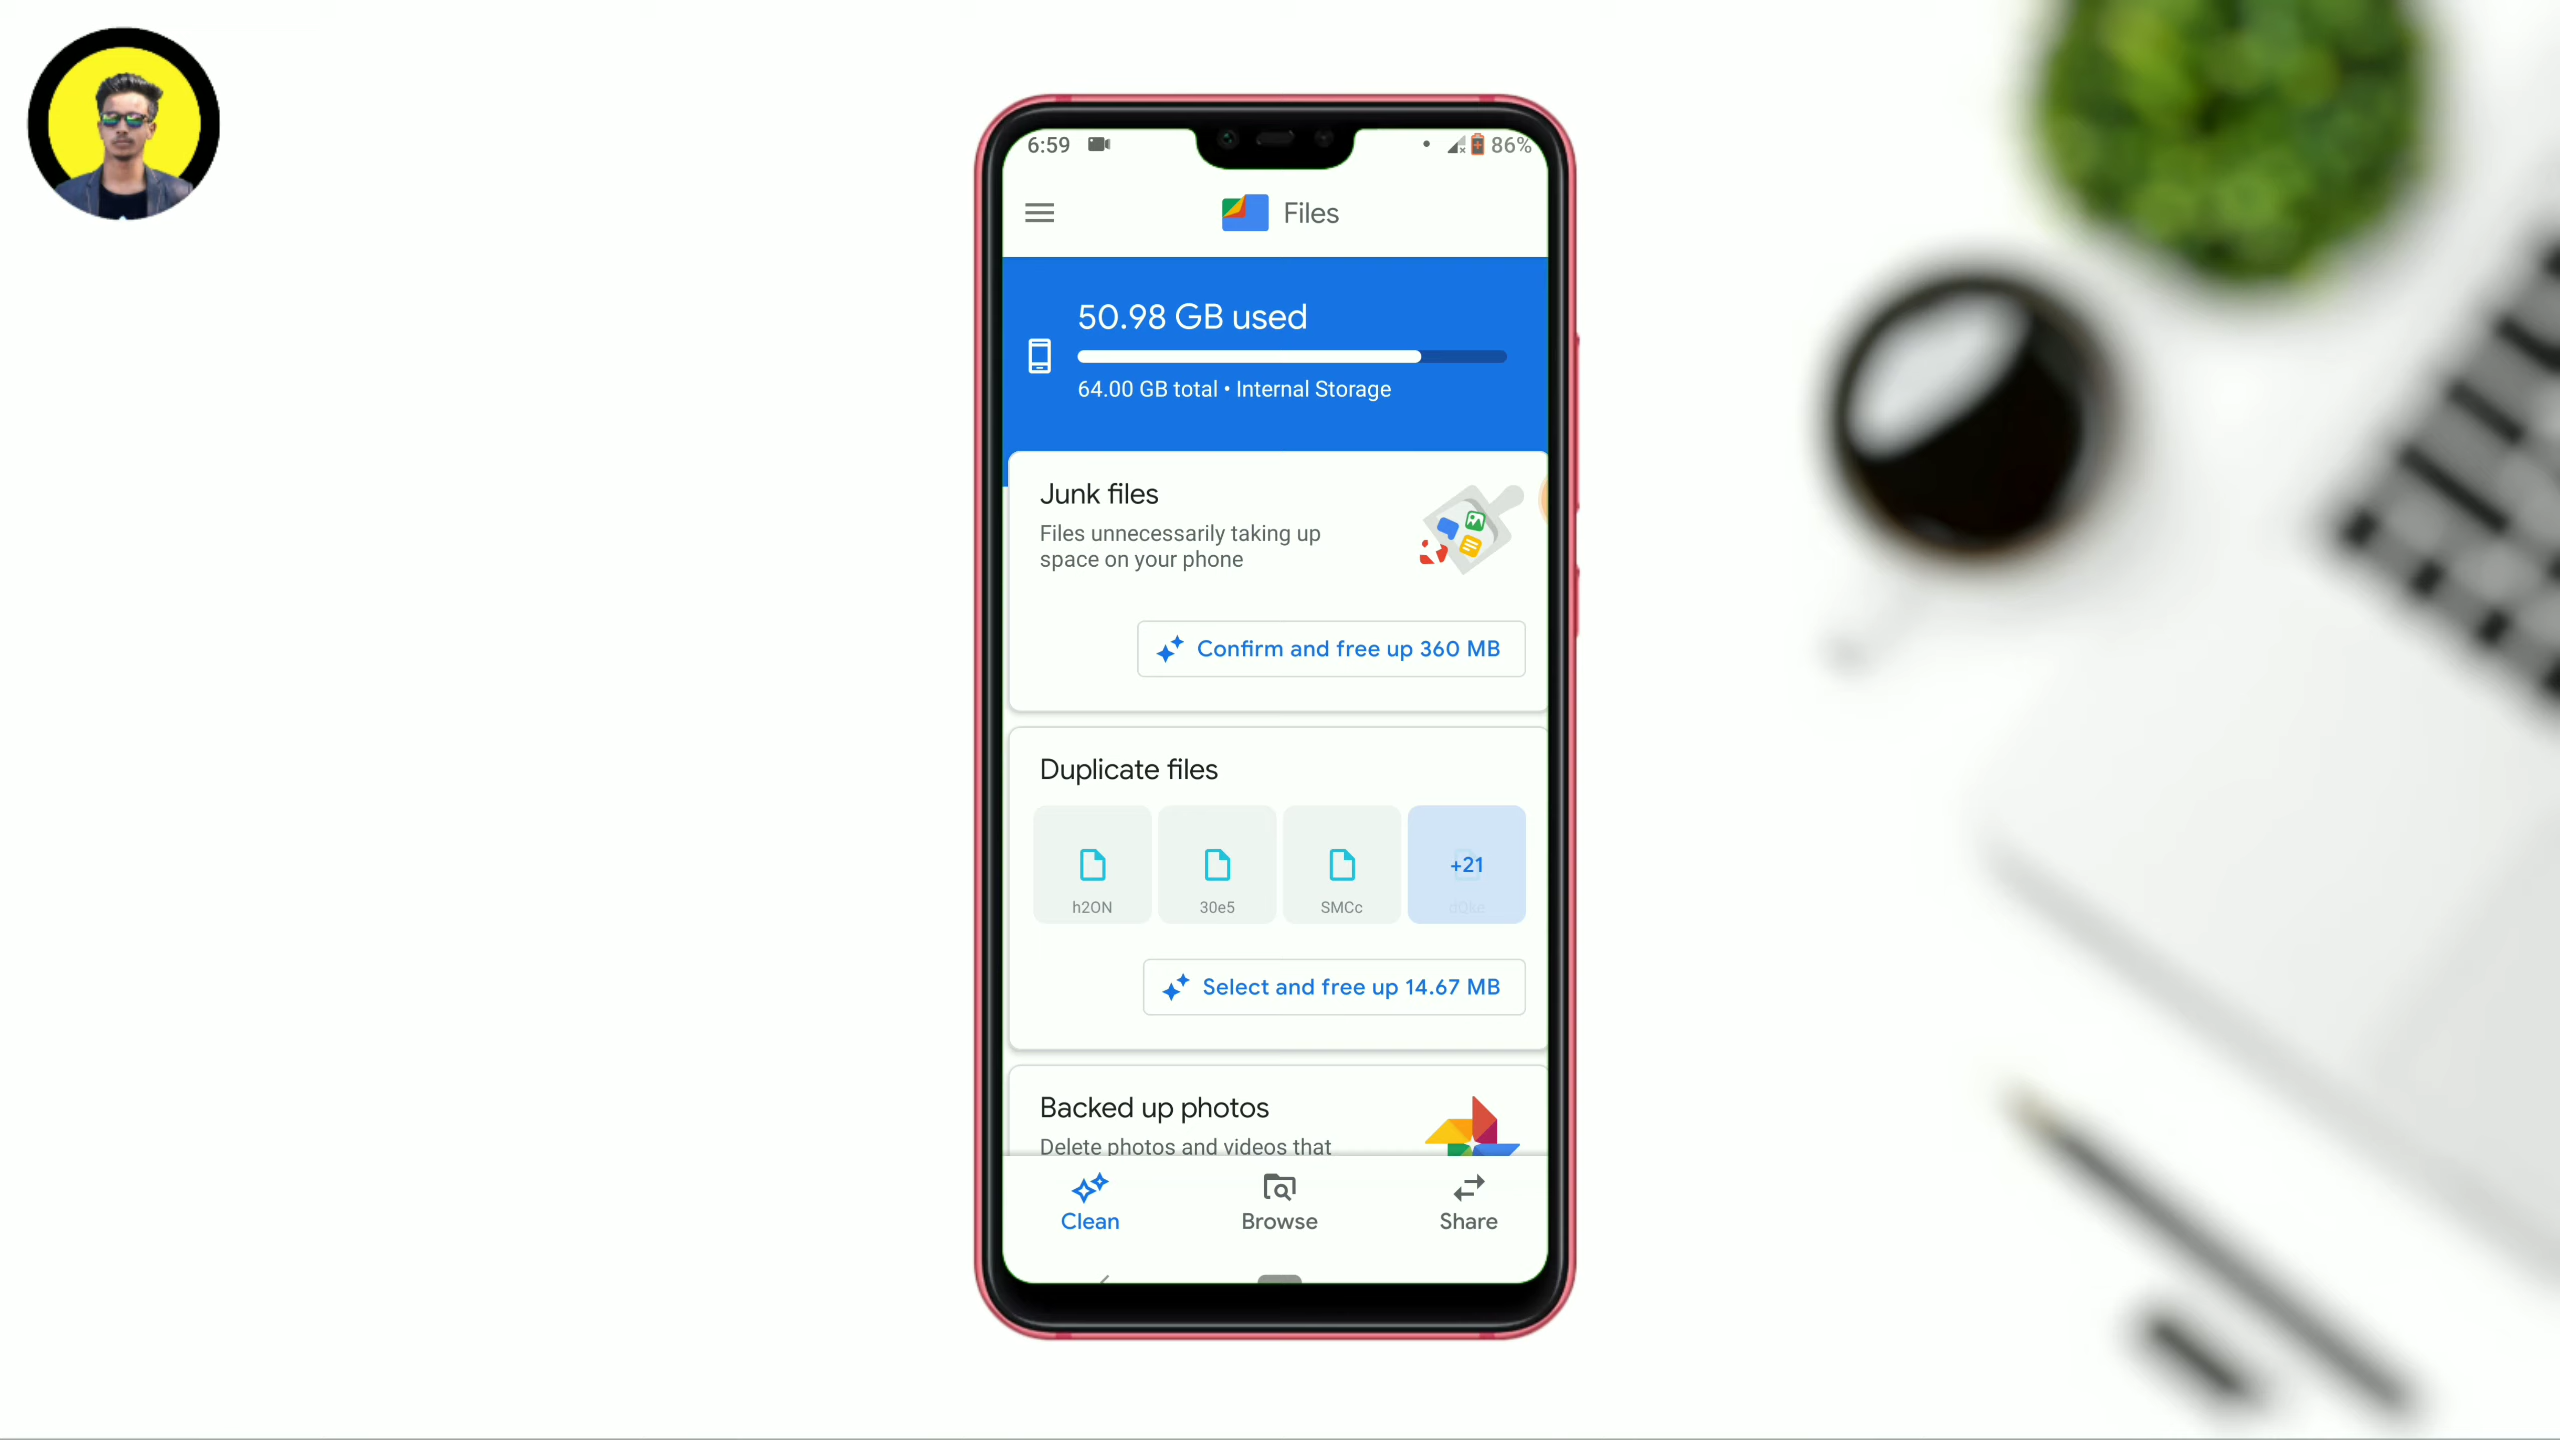 6:59
86%
Files
50.98 GB used
64.00 GB total • Internal Storage
Junk files
Files unnecessarily taking up
space on your phone
Confirm and free up 360 MB
Duplicate files
h2ON
30e5
SMCc
+21
Select and free up 14.67 MB
Backed up photos
Delete photos and videos that
Clean
Browse
Share